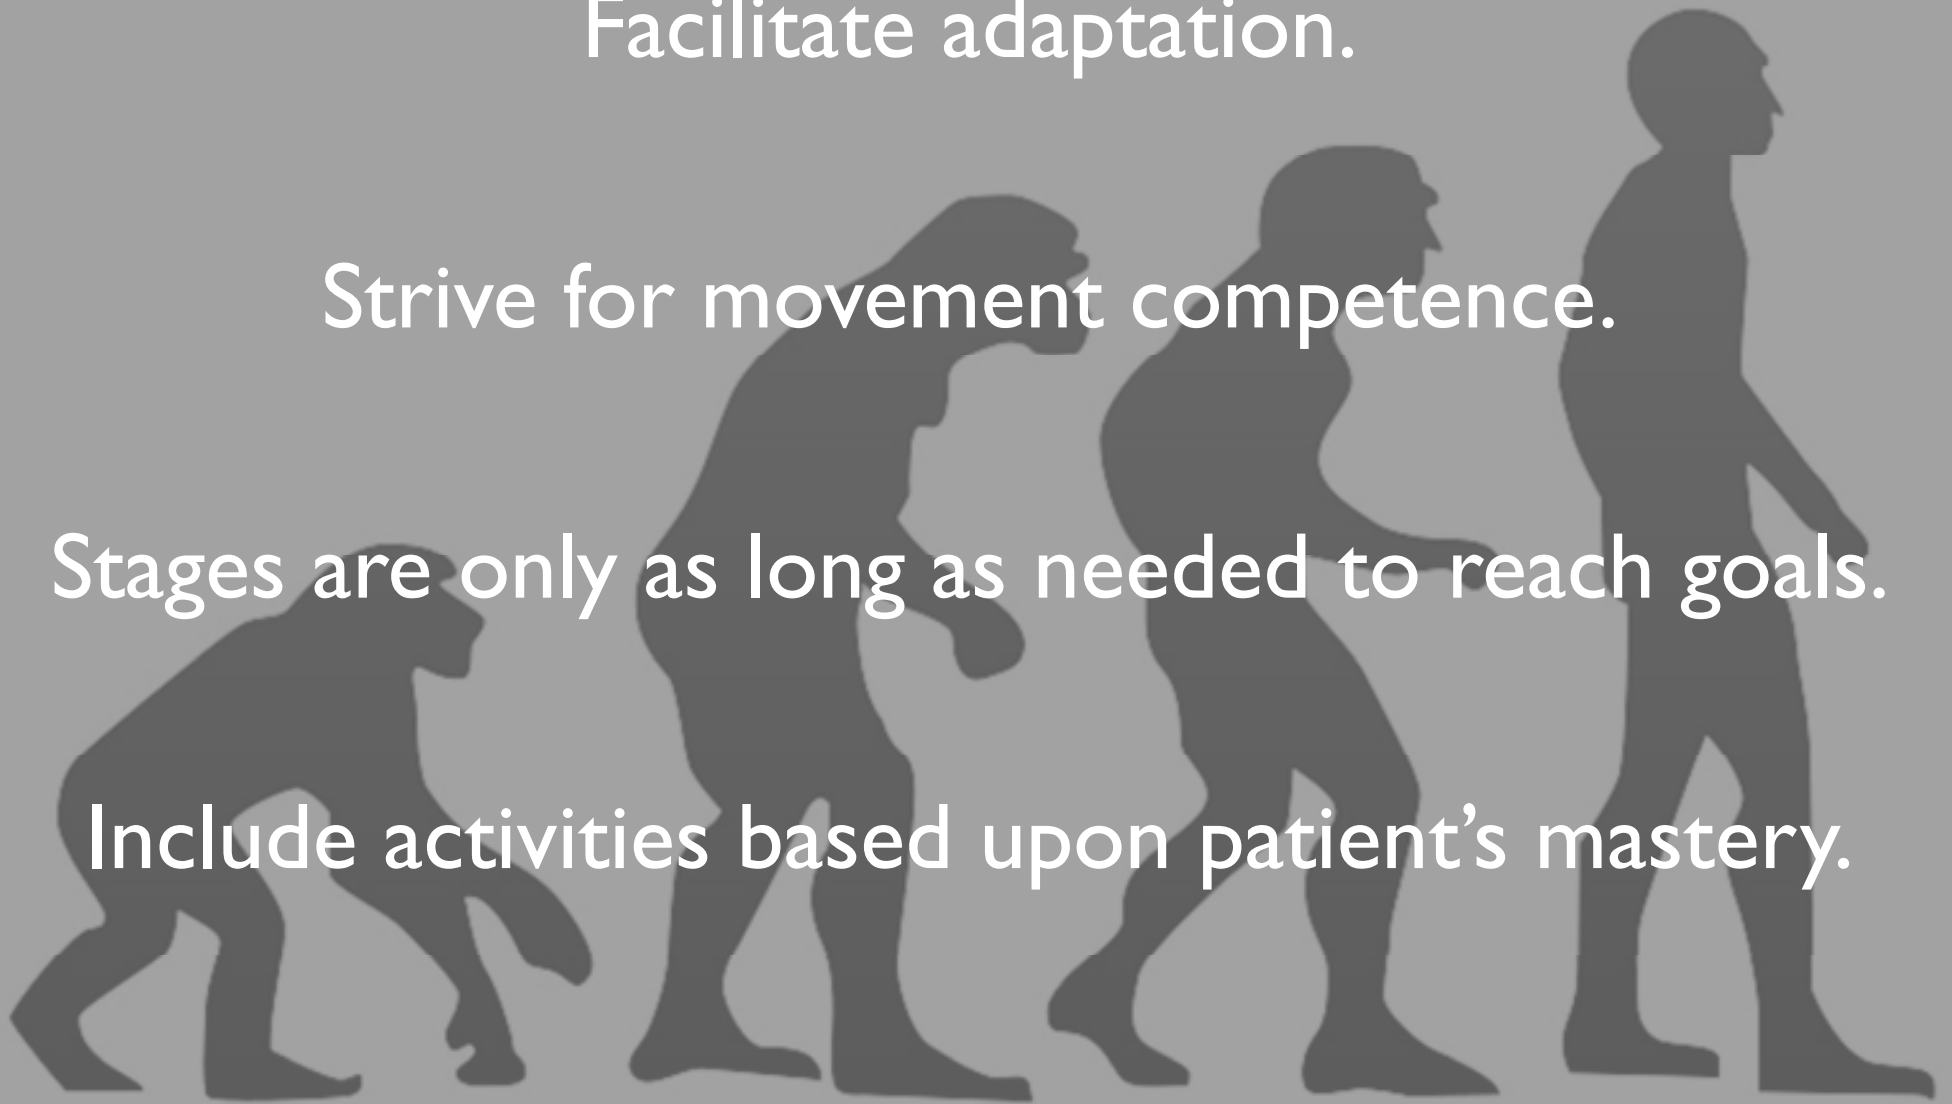 Facilitate adaptation.
Strive for movement competence.
Stages are only as long as needed to reach goals.
Include activities based upon patient’s mastery.